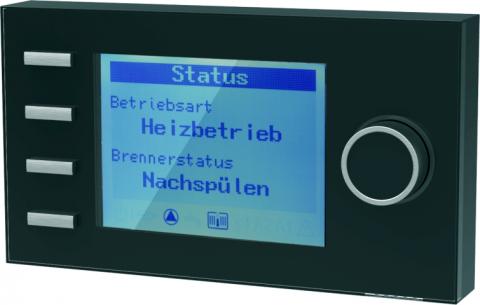 Status
Betriebsart
Heizbetrieb
Brennerstatus
Nachspülen